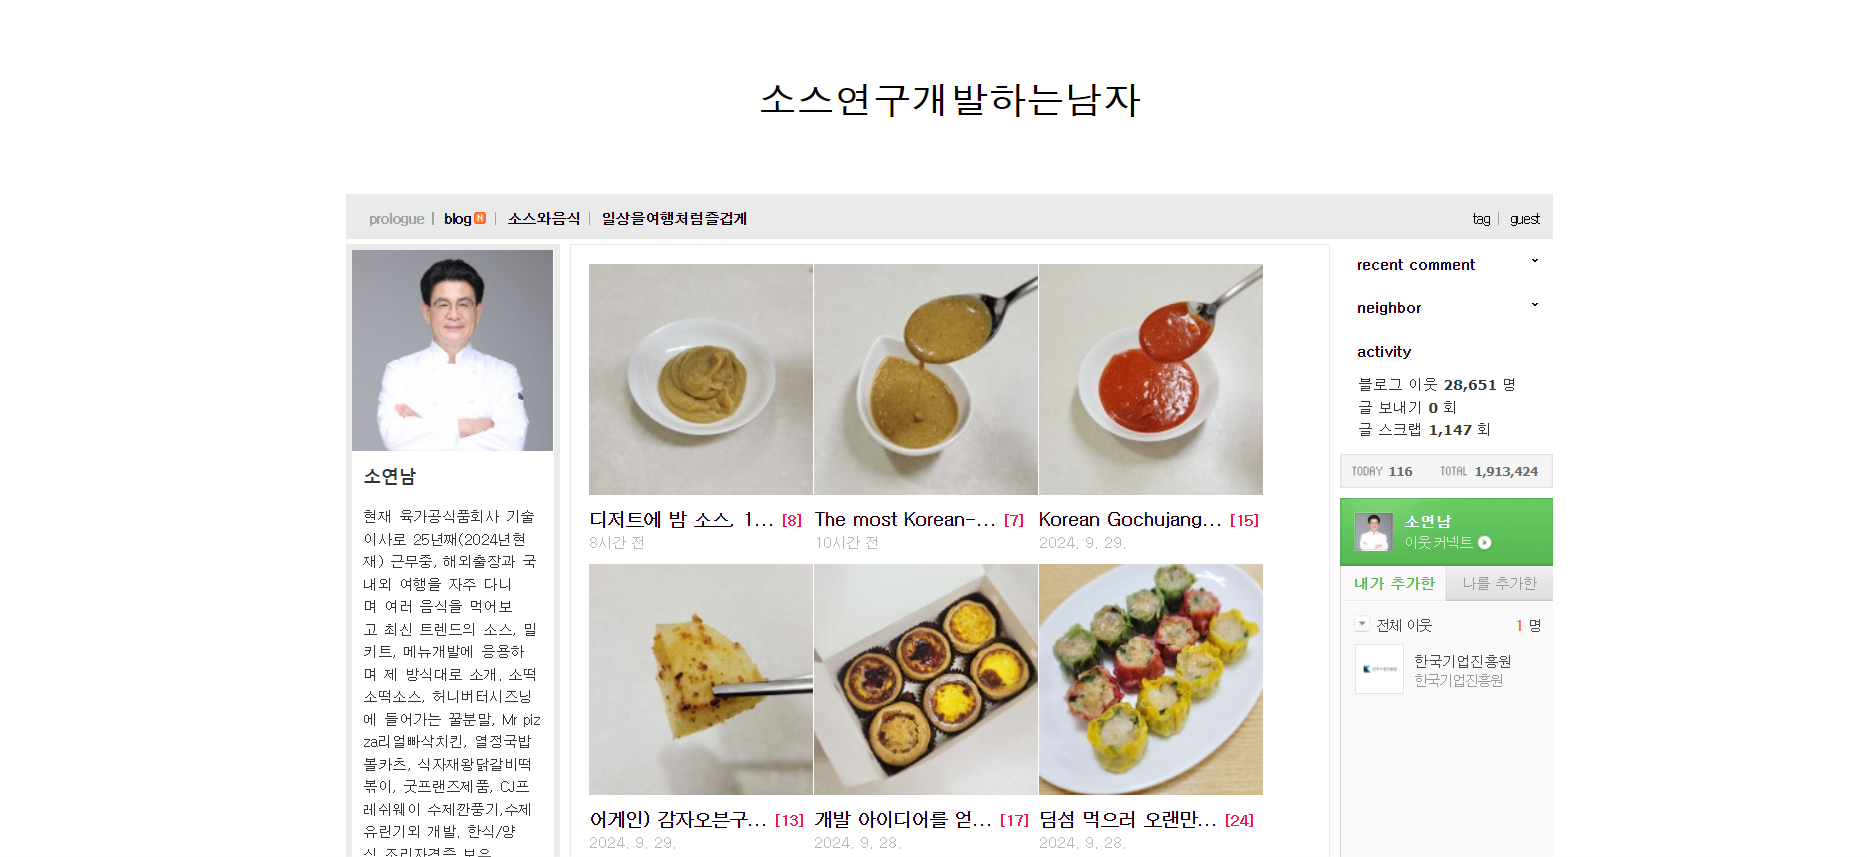 소스연구개발하는남자
prologue | blog N | 소스와음식 | 일상을여행처럼즐겁게
tag | guest
소연남
현재 육가공식품회사 기술
이사로 25년째(2024년현
재) 근무중, 해외출장과 국
내외 여행을 자주 다니
며 여러 음식을 먹어보
고 최신 트렌드의 소스, 밀
키트, 메뉴개발에 응용하
며 제 방식대로 소개. 소떡
소떡소스, 허니버터시즈닝
에 들어가는 꿀분말, Mr piz
za리얼빠삭치킨, 열정국밥
볼카츠, 식자재왕닭갈비떡
볶이, 굿프랜즈제품, CJ프
레쉬웨이 수제깐풍기,수제
유린기외 개발. 한식/양
식 조리자격증 보유
디저트에 밤 소스, 1... [8]
8시간 전
The most Korean-... [7]
10시간 전
Korean Gochujang... [15]
2024. 9. 29.
어게인) 감자오븐구... [13]
2024. 9. 29.
개발 아이디어를 얻... [17]
2024. 9. 28.
딤섬 먹으러 오랜만... [24]
2024. 9. 28.
recent comment
neighbor
activity
블로그 이웃 28,651 명
글 보내기 0 회
글 스크랩 1,147 회
TODAY 116 TOTAL 1,913,424
소연남
이웃 커넥트
내가 추가한 나를 추가한
전체 이웃 1 명
한국기업진흥원
한국기업진흥원